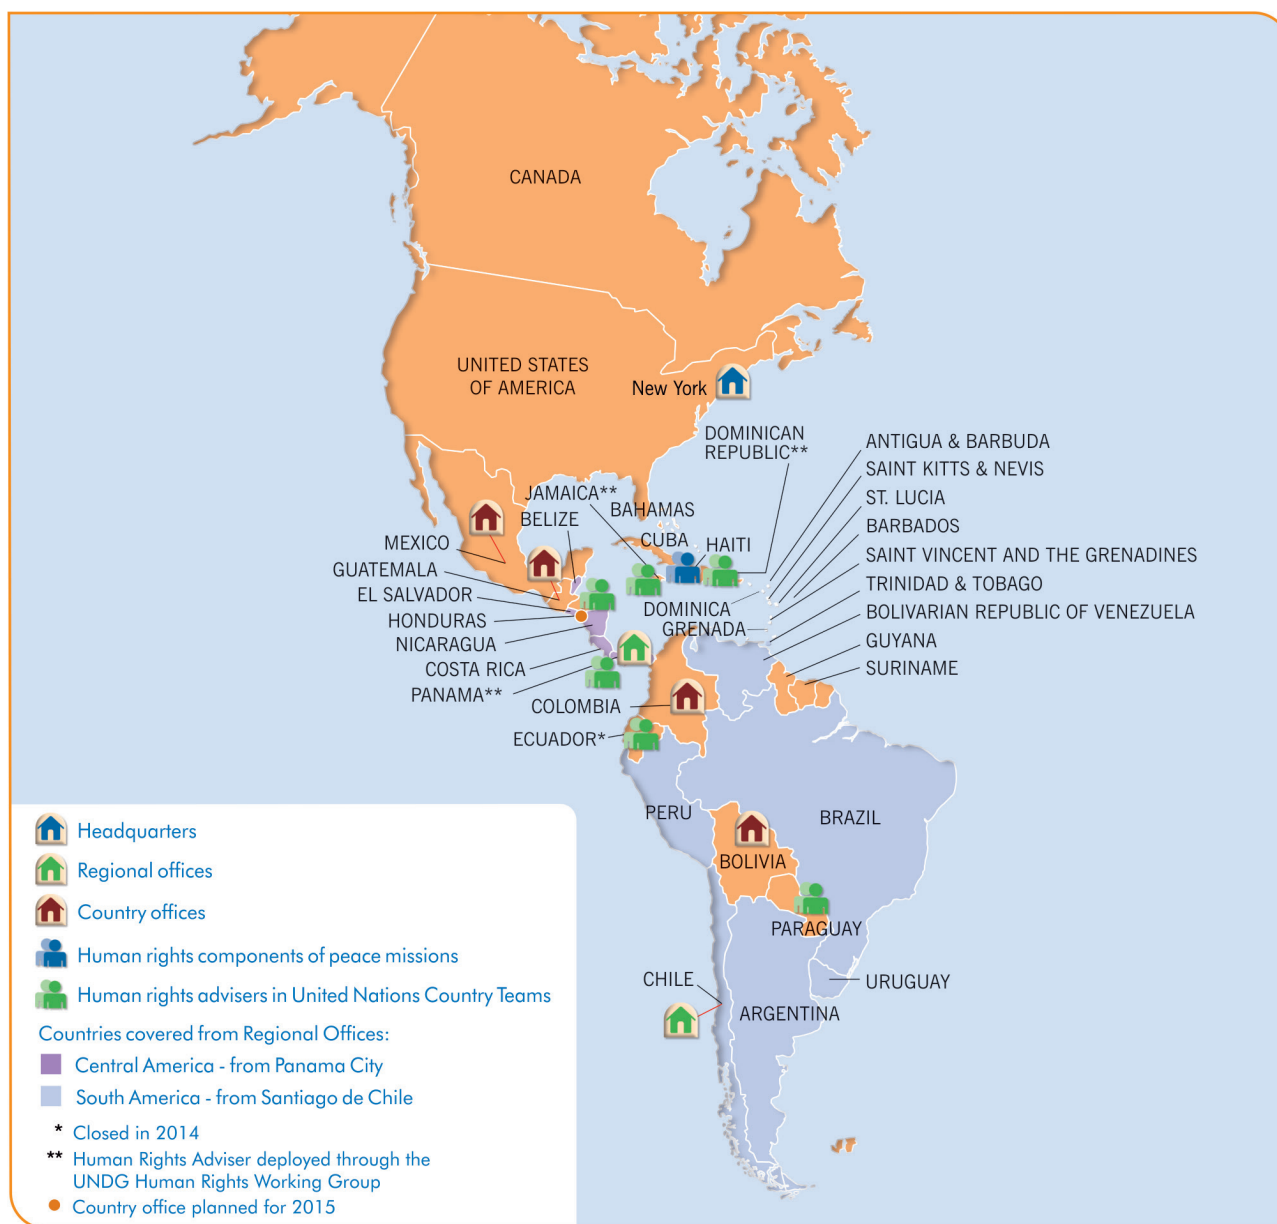 CANADA
UNITED STATES
OF AMERICA
New York
DOMINICAN
REPUBLIC**
ANTIGUA & BARBUDA
SAINT KITTS & NEVIS
ST. LUCIA
BARBADOS
SAINT VINCENT AND THE GRENADINES
TRINIDAD & TOBAGO
BOLIVARIAN REPUBLIC OF VENEZUELA
GUYANA
SURINAME
JAMAICA**
BAHAMAS
BELIZE
CUBA
HAITI
MEXICO
GUATEMALA
EL SALVADOR
HONDURAS
NICARAGUA
COSTA RICA
PANAMA**
DOMINICA
GRENADA
COLOMBIA
ECUADOR*
PERU
BRAZIL
BOLIVIA
PARAGUAY
CHILE
URUGUAY
ARGENTINA
Headquarters
Regional offices
Country offices
Human rights components of peace missions
Human rights advisers in United Nations Country Teams
Countries covered from Regional Offices:
Central America - from Panama City
South America - from Santiago de Chile
* Closed in 2014
** Human Rights Adviser deployed through the
UNDG Human Rights Working Group
Country office planned for 2015